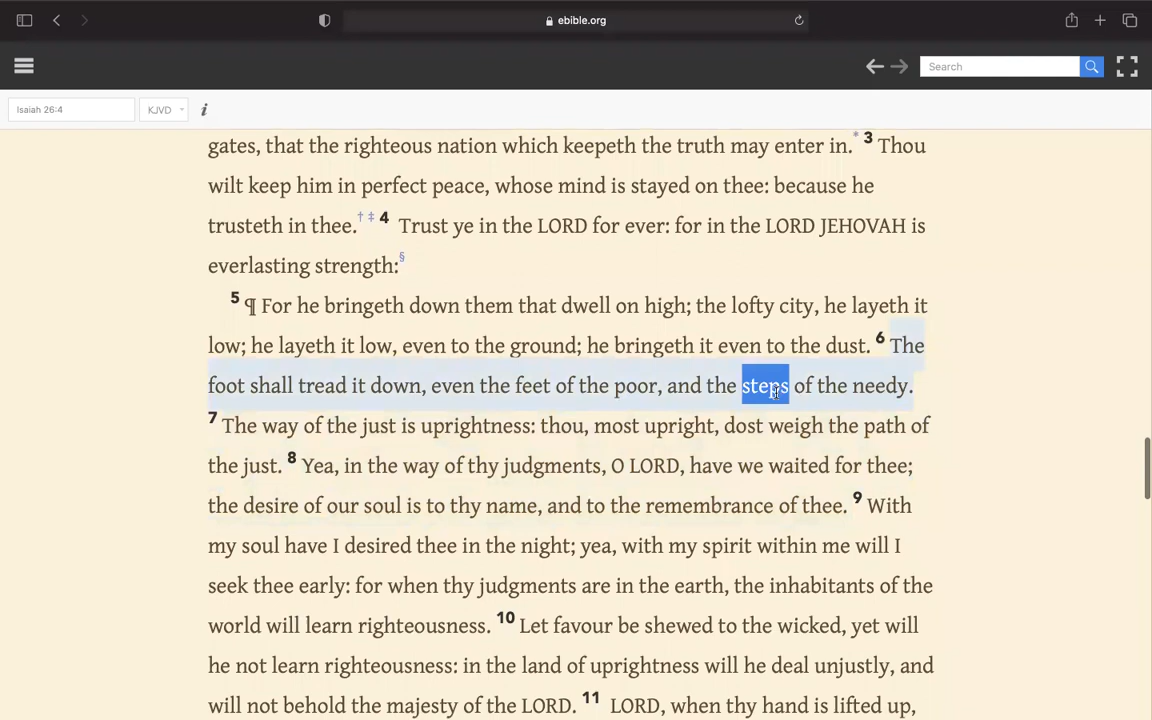 ebible.org
Search
Isaiah 26:4 KJVD i
gates, that the righteous nation which keepeth the truth may enter in.* 3 Thou
wilt keep him in perfect peace, whose mind is stayed on thee: because he
trusteth in thee.† ‡ 4 Trust ye in the LORD for ever: for in the LORD JEHOVAH is
everlasting strength:§
5 ¶ For he bringeth down them that dwell on high; the lofty city, he layeth it
low; he layeth it low, even to the ground; he bringeth it even to the dust. 6 The
foot shall tread it down, even the feet of the poor, and the steps of the needy.
7 The way of the just is uprightness: thou, most upright, dost weigh the path of
the just. 8 Yea, in the way of thy judgments, O LORD, have we waited for thee;
the desire of our soul is to thy name, and to the remembrance of thee. 9 With
my soul have I desired thee in the night; yea, with my spirit within me will I
seek thee early: for when thy judgments are in the earth, the inhabitants of the
world will learn righteousness. 10 Let favour be shewed to the wicked, yet will
he not learn righteousness: in the land of uprightness will he deal unjustly, and
will not behold the majesty of the LORD. 11 LORD, when thy hand is lifted up,